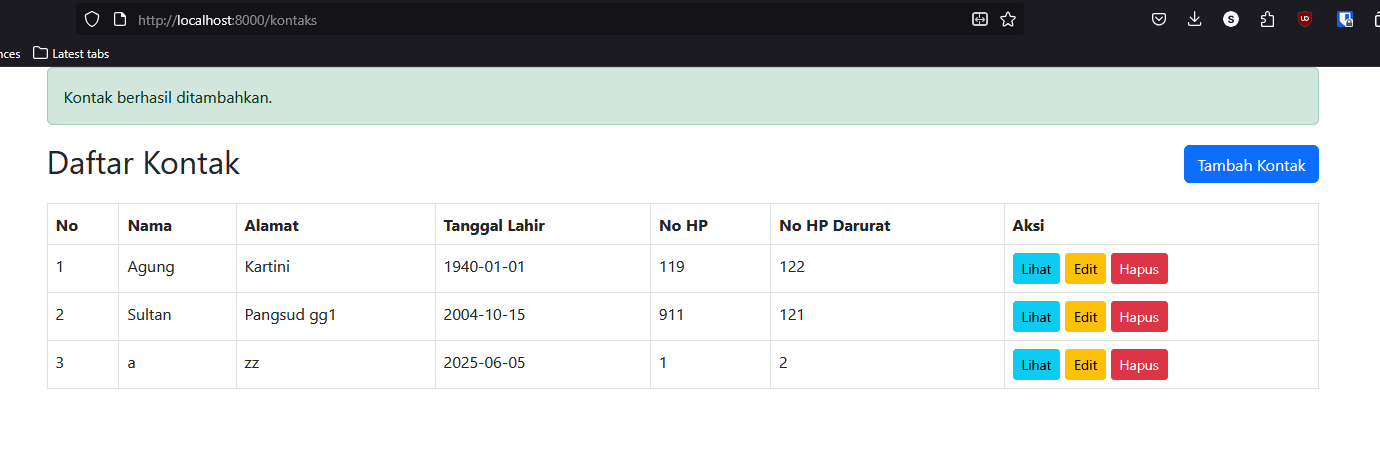 http://localhost:8000/kontaks
S
nces Latest tabs
Kontak berhasil ditambahkan.
Daftar Kontak Tambah Kontak
No Nama Alamat Tanggal Lahir No HP No HP Darurat Aksi
1 Agung Kartini 1940-01-01 119 122 Lihat Edit Hapus
2 Sultan Pangsud gg1 2004-10-15 911 121 Lihat Edit Hapus
3 a zz 2025-06-05 1 2 Lihat Edit Hapus